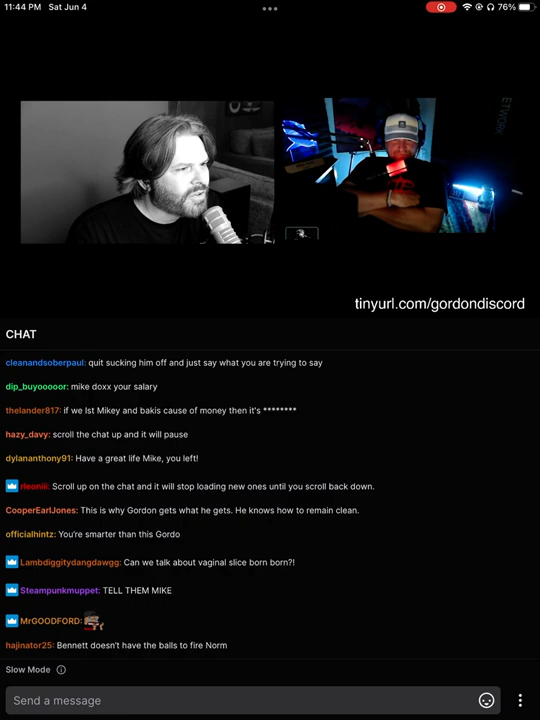 11:44 PM Sat Jun 4
76%
ETWORK
tinyurl.com/gordondiscord
CHAT
cleanandsoberpaul: quit sucking him off and just say what you are trying to say
dip_buyooooor: mike doxx your salary
thelander817: if we lst Mikey and bakis cause of money then it's ********
hazy_davy: scroll the chat up and it will pause
dylananthony91: Have a great life Mike, you left!
rleoniii: Scroll up on the chat and it will stop loading new ones until you scroll back down.
CooperEarlJones: This is why Gordon gets what he gets. He knows how to remain clean.
officialhintz: You're smarter than this Gordo
Lambdiggitydangdawgg: Can we talk about vaginal slice born born?!
Steampunkmuppet: TELL THEM MIKE
MrGOODFORD:
hajinator25: Bennett doesn't have the balls to fire Norm
Slow Mode
Send a message